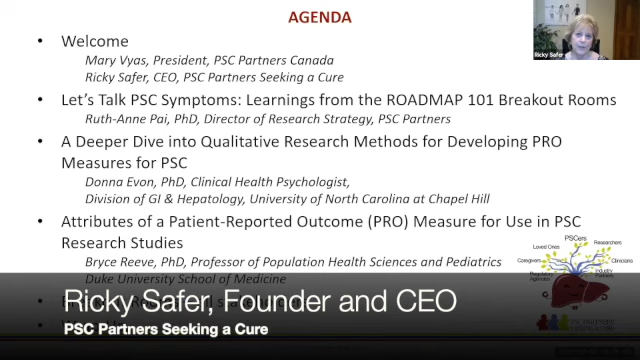 AGENDA
Ricky Safer
• Welcome
Mary Vyas, President, PSC Partners Canada
Ricky Safer, CEO, PSC Partners Seeking a Cure
• Let's Talk PSC Symptoms: Learnings from the ROADMAP 101 Breakout Rooms
Ruth-Anne Pai, PhD, Director of Research Strategy, PSC Partners
• A Deeper Dive into Qualitative Research Methods for Developing PRO
Measures for PSC
Donna Evon, PhD, Clinical Health Psychologist,
Division of GI & Hepatology, University of North Carolina at Chapel Hill
• Attributes of a Patient-Reported Outcome (PRO) Measure for Use in PSC
Research Studies
Bryce Reeve, PhD, Professor of Population Health Sciences and Pediatrics
Duke University School of Medicine
PSCers
Loved Ones
Researchers
Caregivers
Clinicians
Regulatory
Agencies
Industry
Partners
Ricky Safer, Founder and CEO
PSC Partners Seeking a Cure